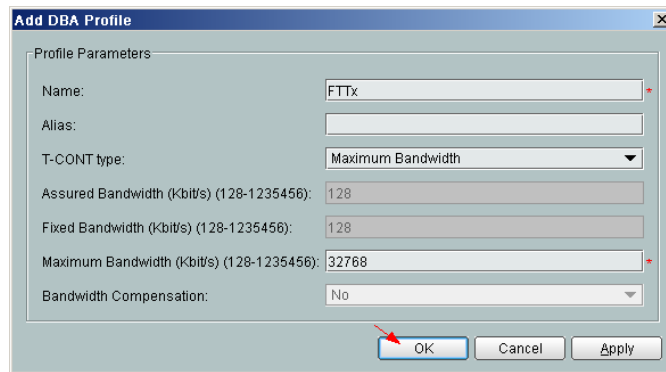 Add DBA Profile
Profile Parameters
Name: FTTx *
Alias:
T-CONT type: Maximum Bandwidth
Assured Bandwidth (Kbit/s) (128-1235456): 128
Fixed Bandwidth (Kbit/s) (128-1235456): 128
Maximum Bandwidth (Kbit/s) (128-1235456): 32768 *
Bandwidth Compensation: No
OK Cancel Apply